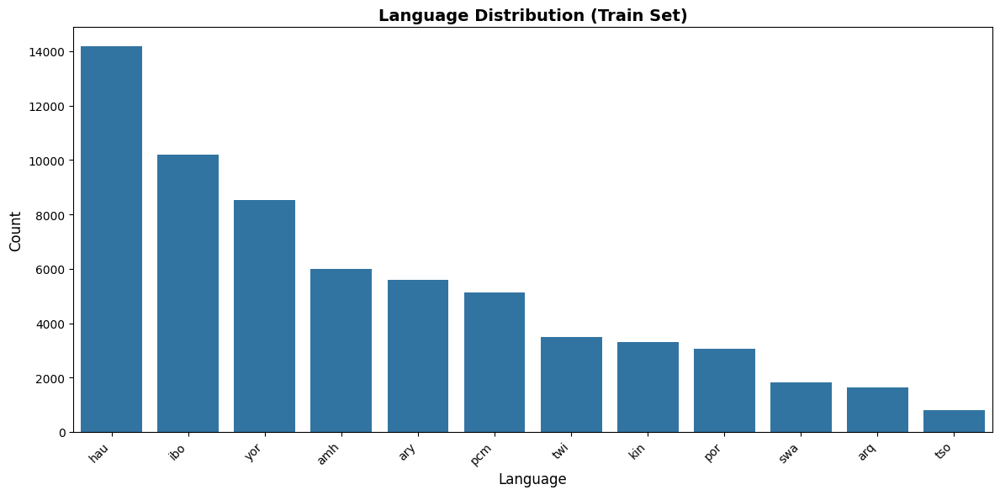 Language Distribution (Train Set)
14000
12000
10000
8000
6000
4000
2000
0
Count
hau
ibo
yor
amh
ary
pcm
twi
kin
por
swa
arq
tso
Language